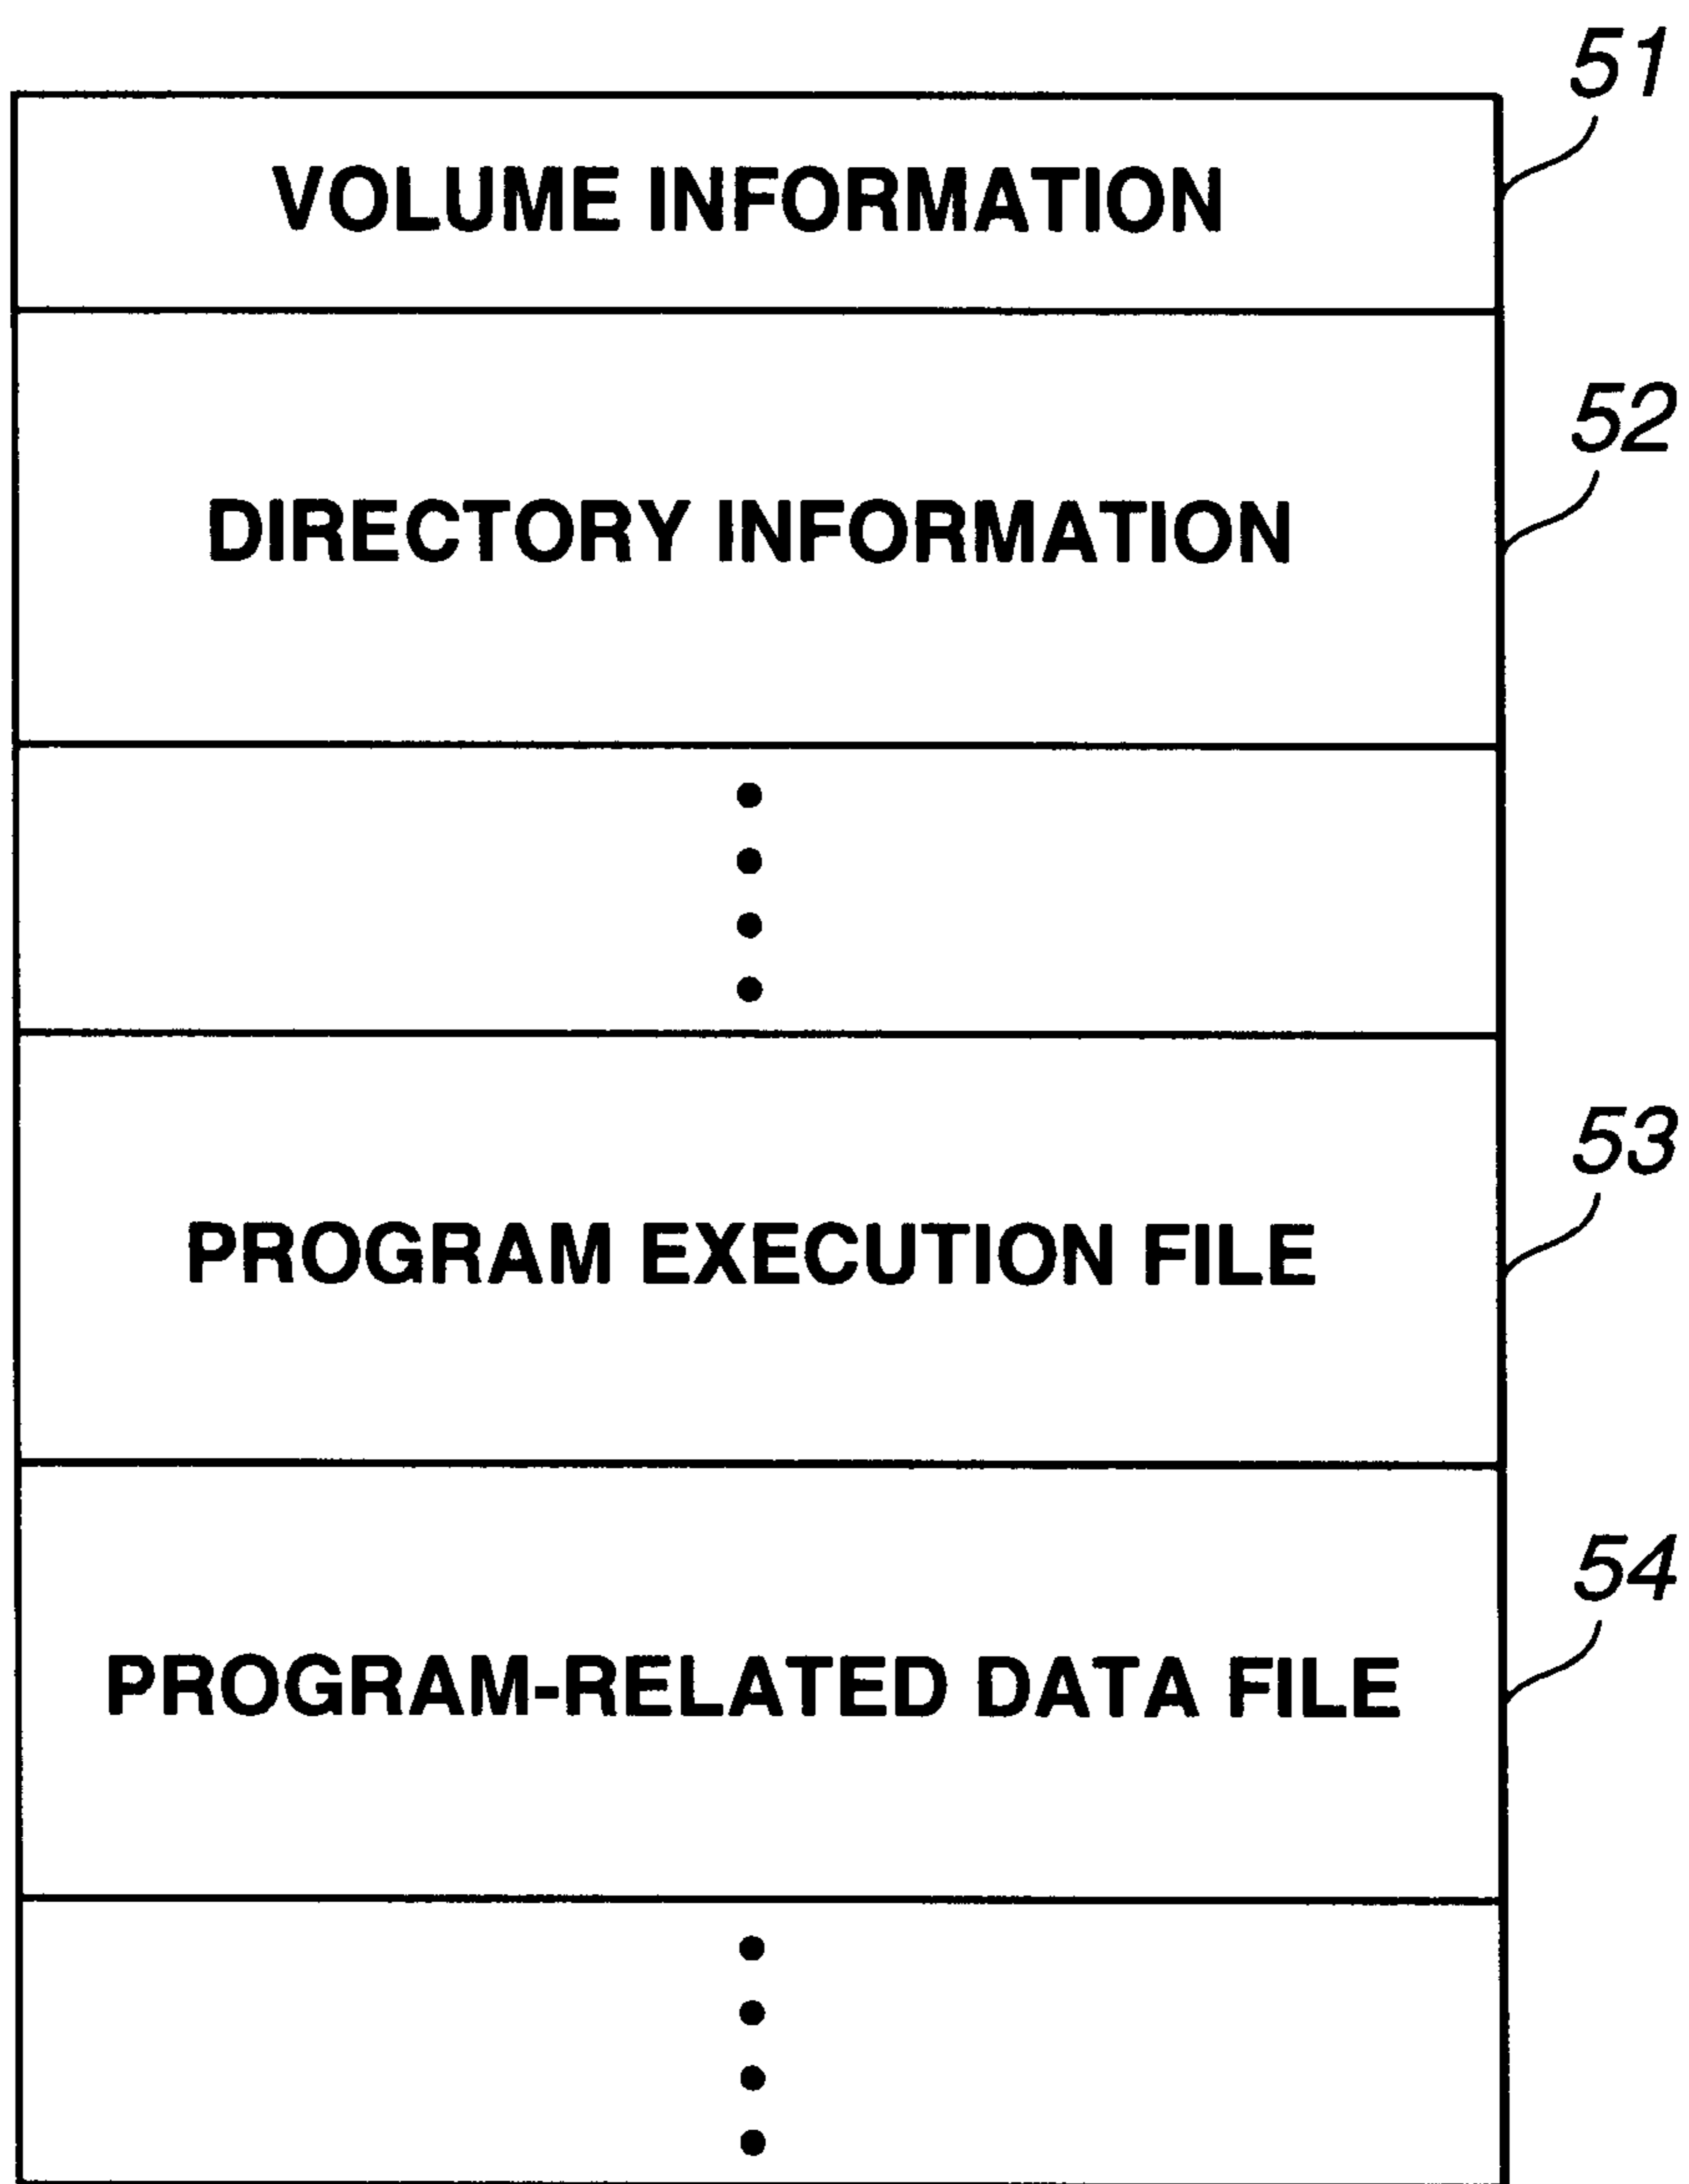 51
VOLUME INFORMATION
52
DIRECTORY INFORMATION
53
PROGRAM EXECUTION FILE
54
PROGRAM-RELATED DATA FILE